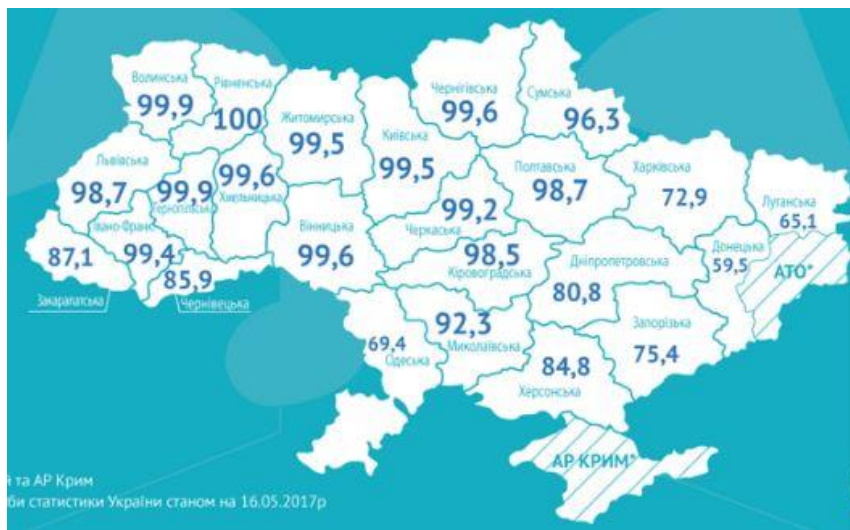 Волинська
99,9
Рівненська
100
Житомирська
99,5
Київська
99,5
Чернігівська
99,6
Сумська
96,3
Львівська
98,7
99,9
Тернопільська
99,6
Хмельницька
Вінницька
99,6
99,2
Черкаська
Полтавська
98,7
Харківська
72,9
Луганська
65,1
Івано-Франк
99,4
87,1
Закарапатська
85,9
Чернівецька
98,5
Кіровоградська
Дніпропетровська
80,8
Донецька
59,5
АТО*
69,4
Одеська
92,3
Миколаївська
84,8
Херсонська
Запорізька
75,4
АР КРИМ*
й та АР Крим
би статистики України станом на 16.05.2017р